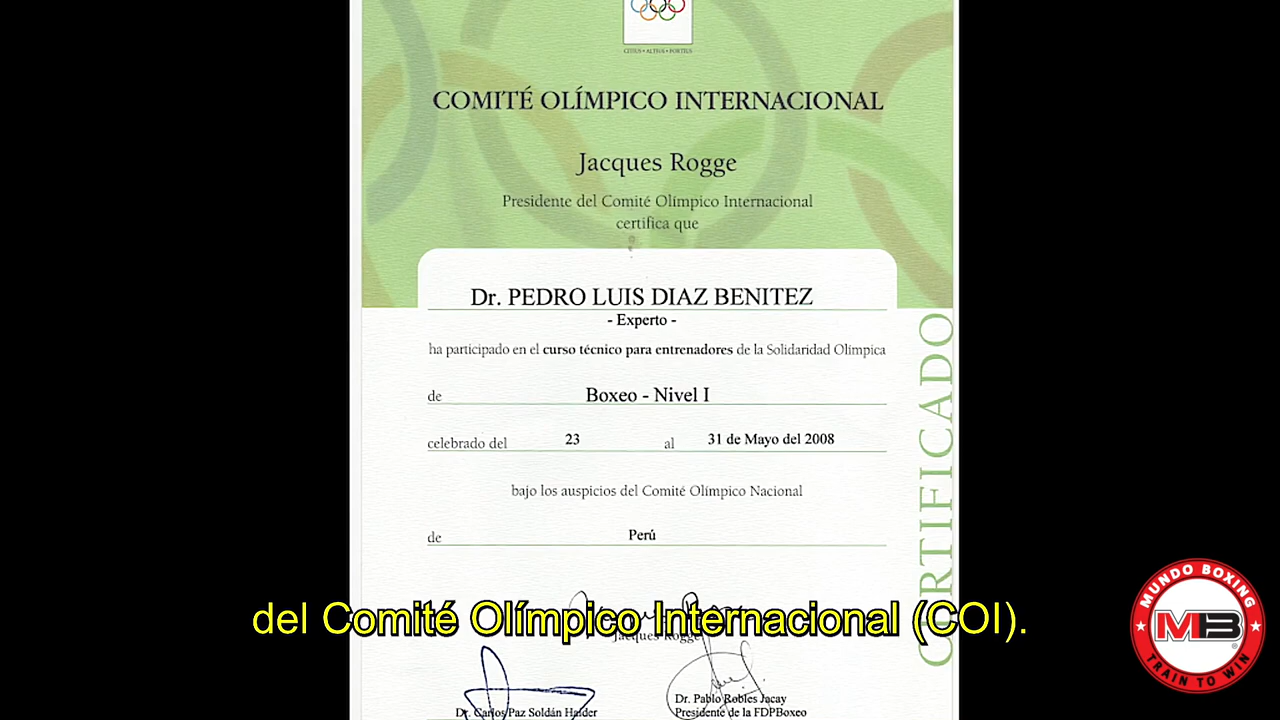 CITIUS • ALTIUS • FORTIUS
COMITÉ OLÍMPICO INTERNACIONAL
Jacques Rogge
Presidente del Comité Olímpico Internacional
certifica que
Dr. PEDRO LUIS DIAZ BENITEZ
- Experto -
ha participado en el curso técnico para entrenadores de la Solidaridad Olímpica
de Boxeo - Nivel I
celebrado del 23 al 31 de Mayo del 2008
bajo los auspicios del Comité Olímpico Nacional
de Perú
CERTIFICADO
Jacques Rogge
del Comité Olímpico Internacional (COI).
Dr. Carlos Paz Soldán Haider
Dr. Pablo Robles Jacay
Presidente de la FDPBoxeo
MUNDO BOXING
MB
TRAIN TO WIN